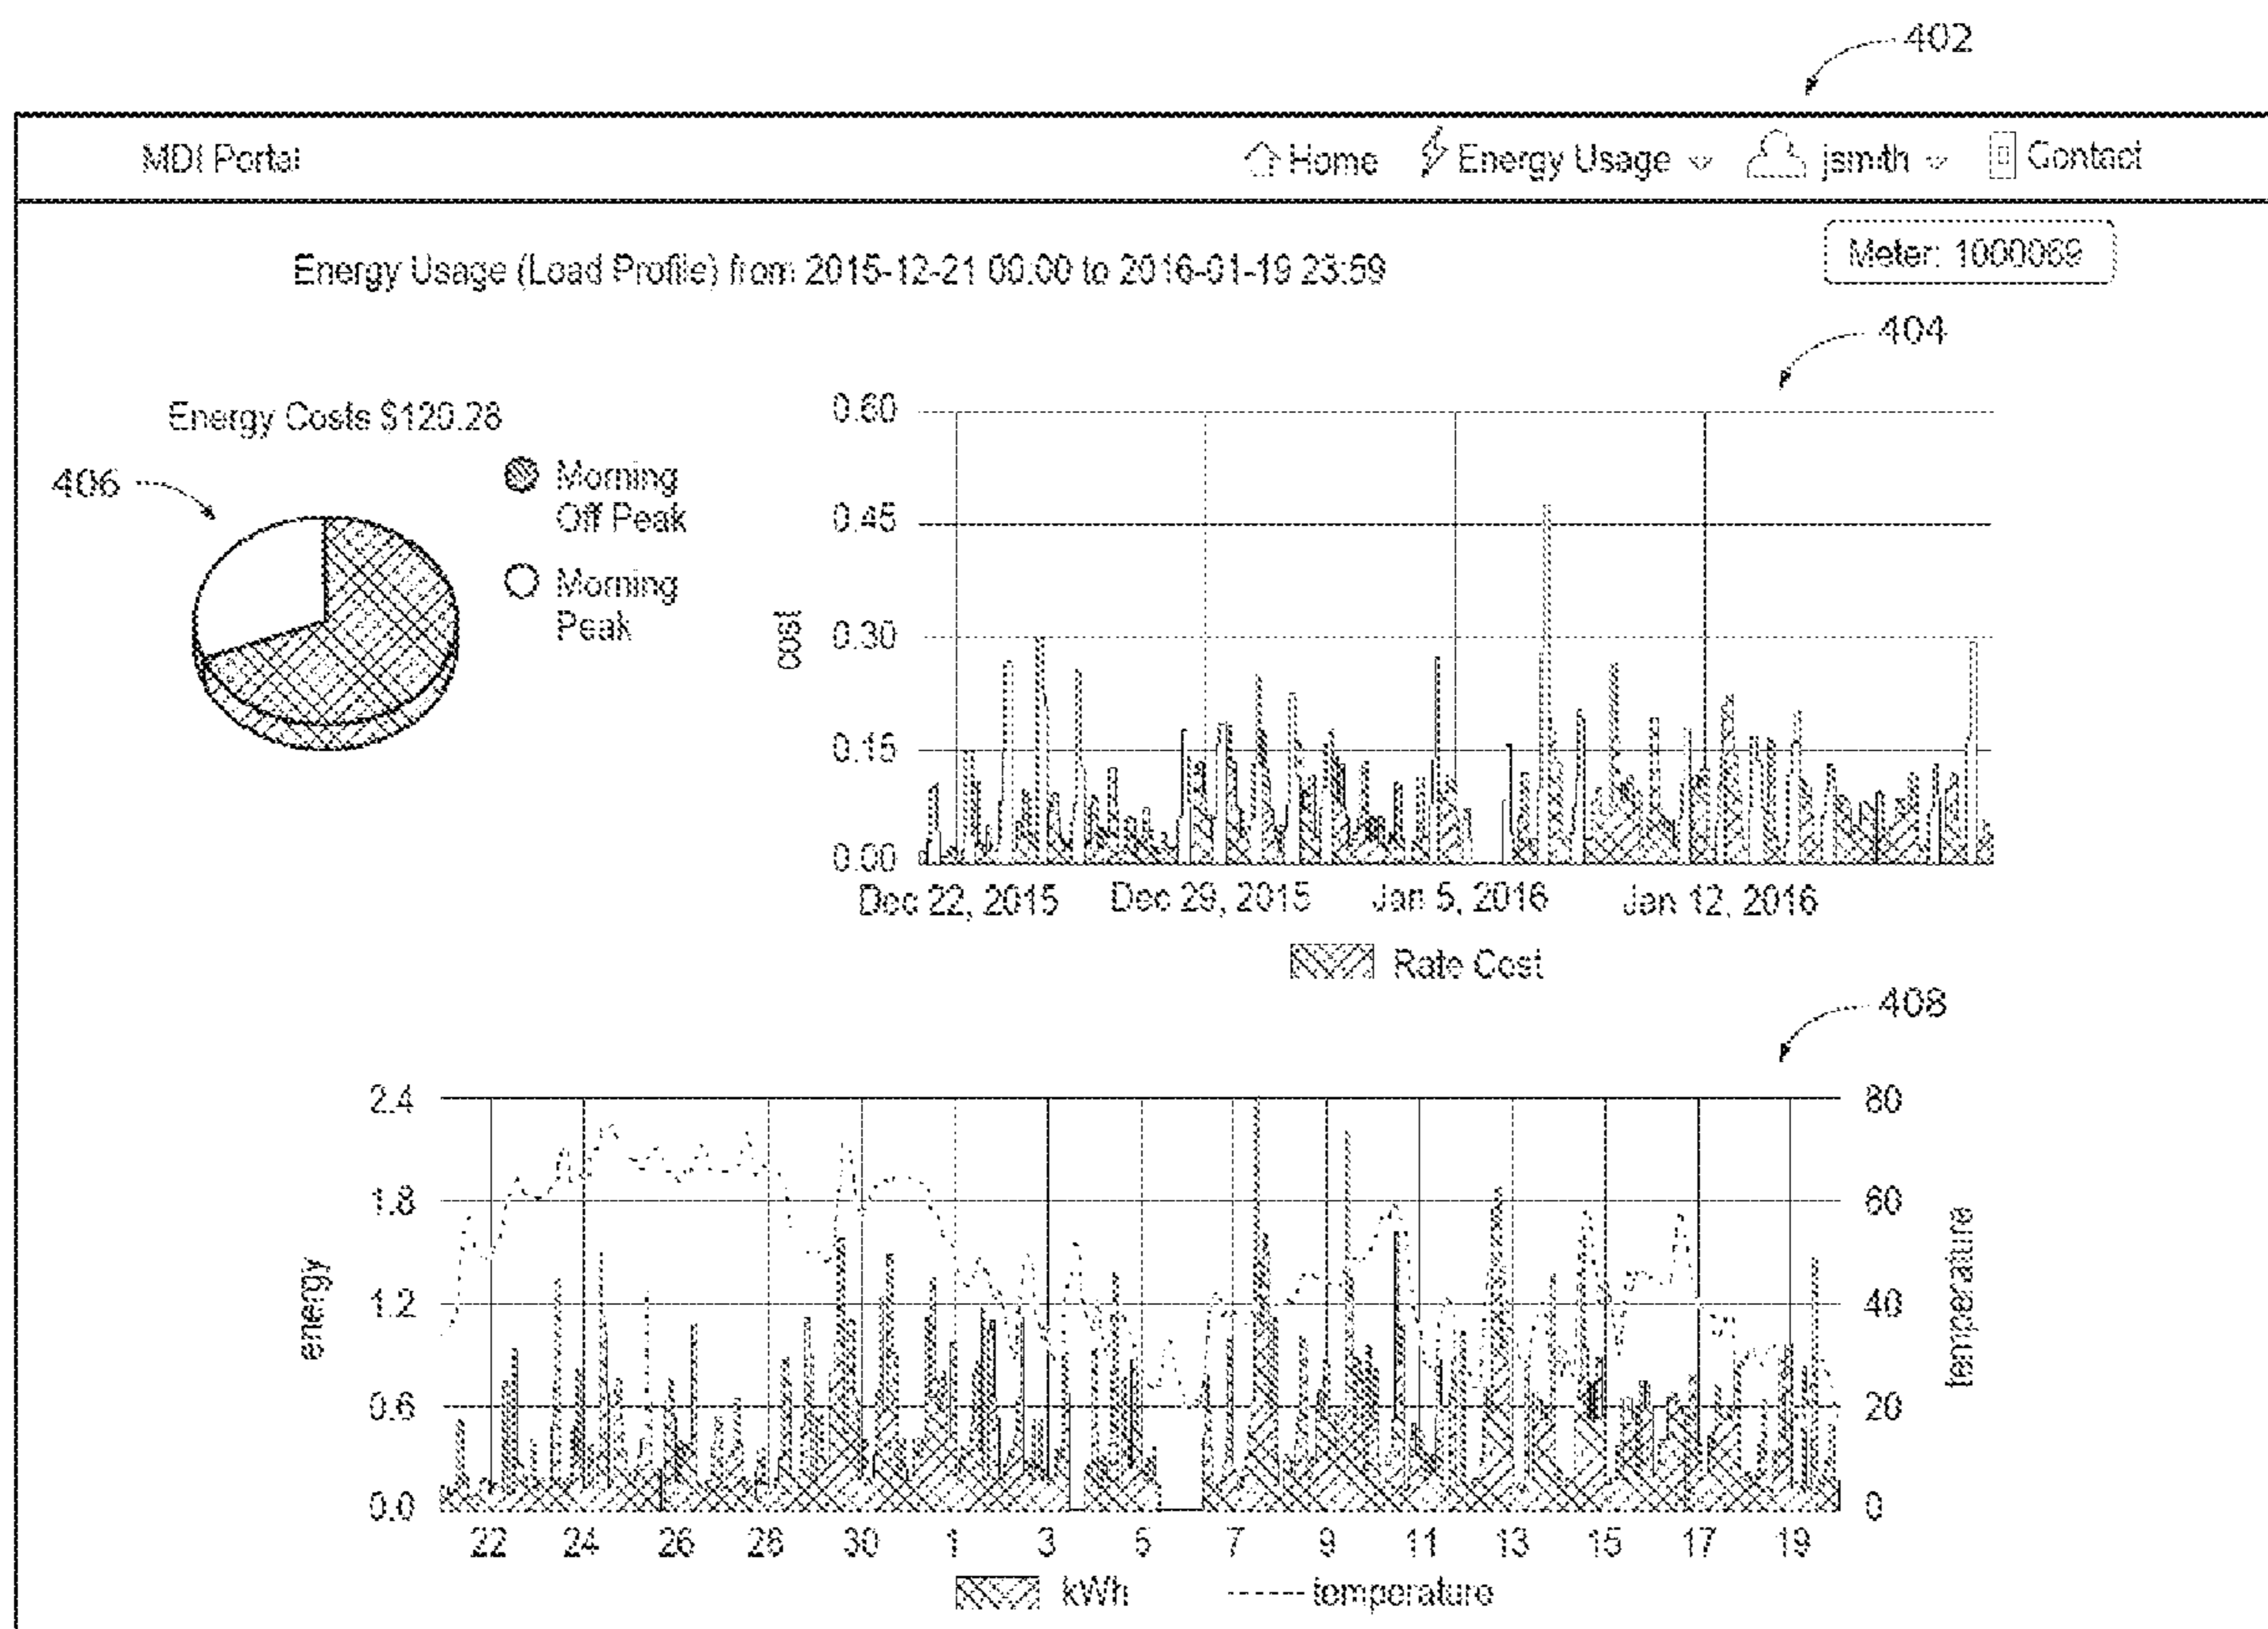 402
MDI Portal Home Energy Usage jsmith Contact
Energy Usage (Load Profile) from 2015-12-21 00:00 to 2016-01-19 23:59
Meter: 1000069
404
Energy Costs $120.28
406
Morning
Off Peak
Morning
Peak
0.60
0.45
0.30
0.15
0.00
cost
Dec 22, 2015 Dec 29, 2015 Jan 5, 2016 Jan 12, 2016
Rate Cost
408
2.4
1.8
1.2
0.6
0.0
energy
80
60
40
20
0
temperature
22 24 26 28 30 1 3 5 7 9 11 13 15 17 19
kWh temperature